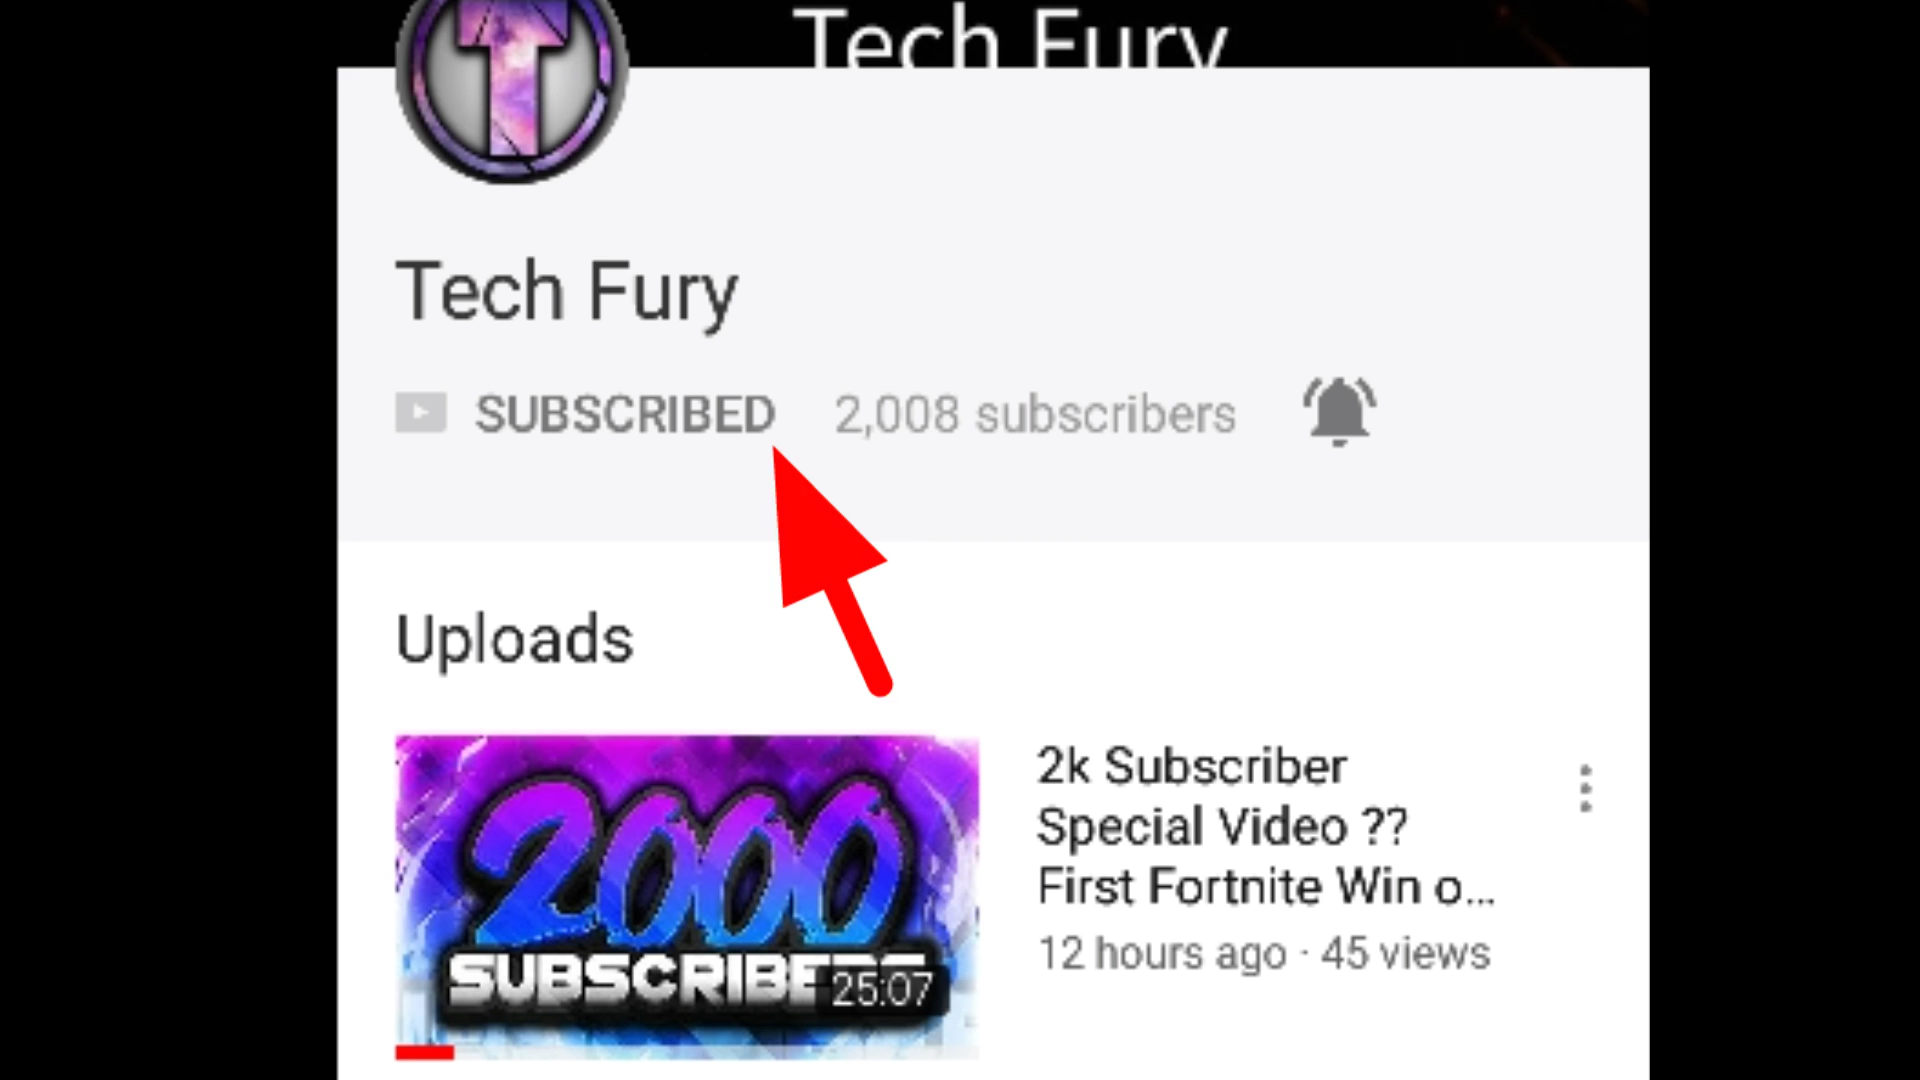 Tech Fury
T
Tech Fury
SUBSCRIBED 2,008 subscribers
Uploads
2000
SUBSCRIBERS
25:07
2k Subscriber
Special Video ??
First Fortnite Win o...
12 hours ago · 45 views